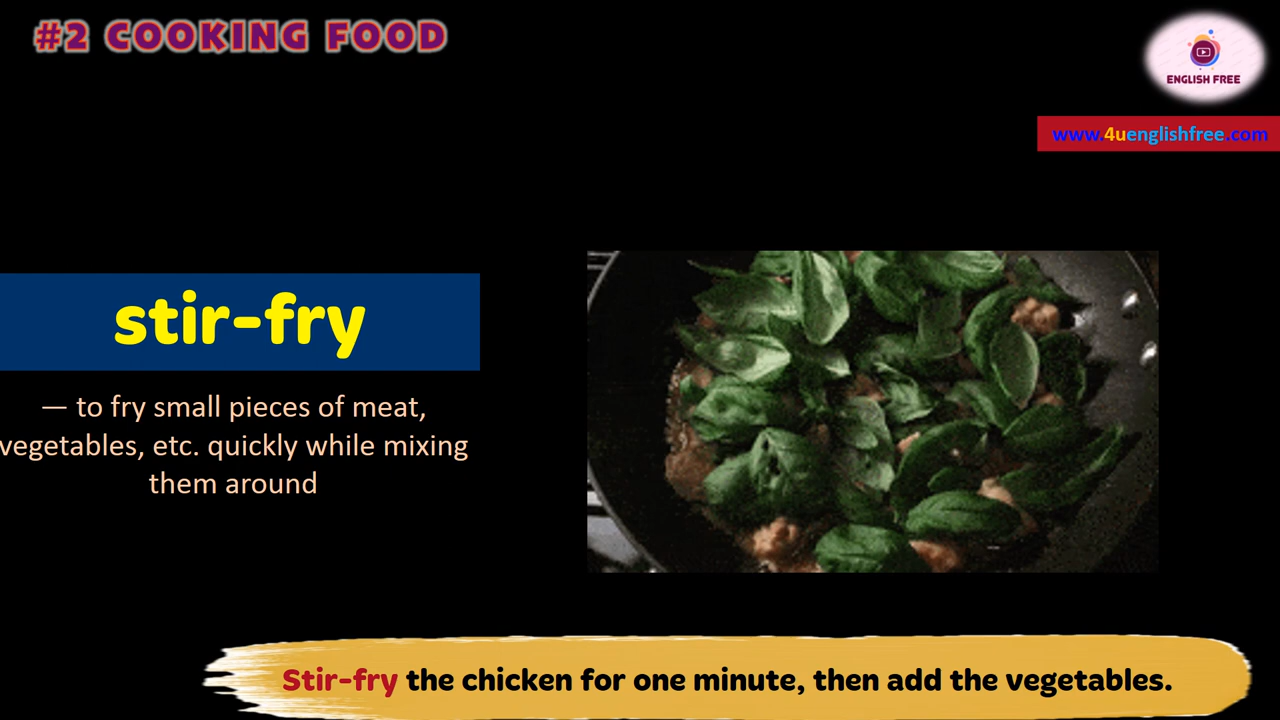 #2 COOKING FOOD
ENGLISH FREE
www.4uenglishfree.com
stir-fry
— to fry small pieces of meat,
vegetables, etc. quickly while mixing
them around
Stir-fry the chicken for one minute, then add the vegetables.